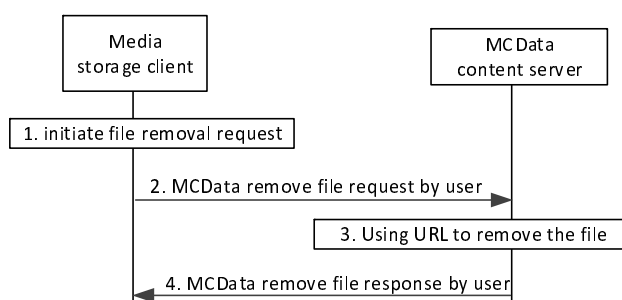 Media
storage client
MCData
content server
1. initiate file removal request
2. MCData remove file request by user
3. Using URL to remove the file
4. MCData remove file response by user